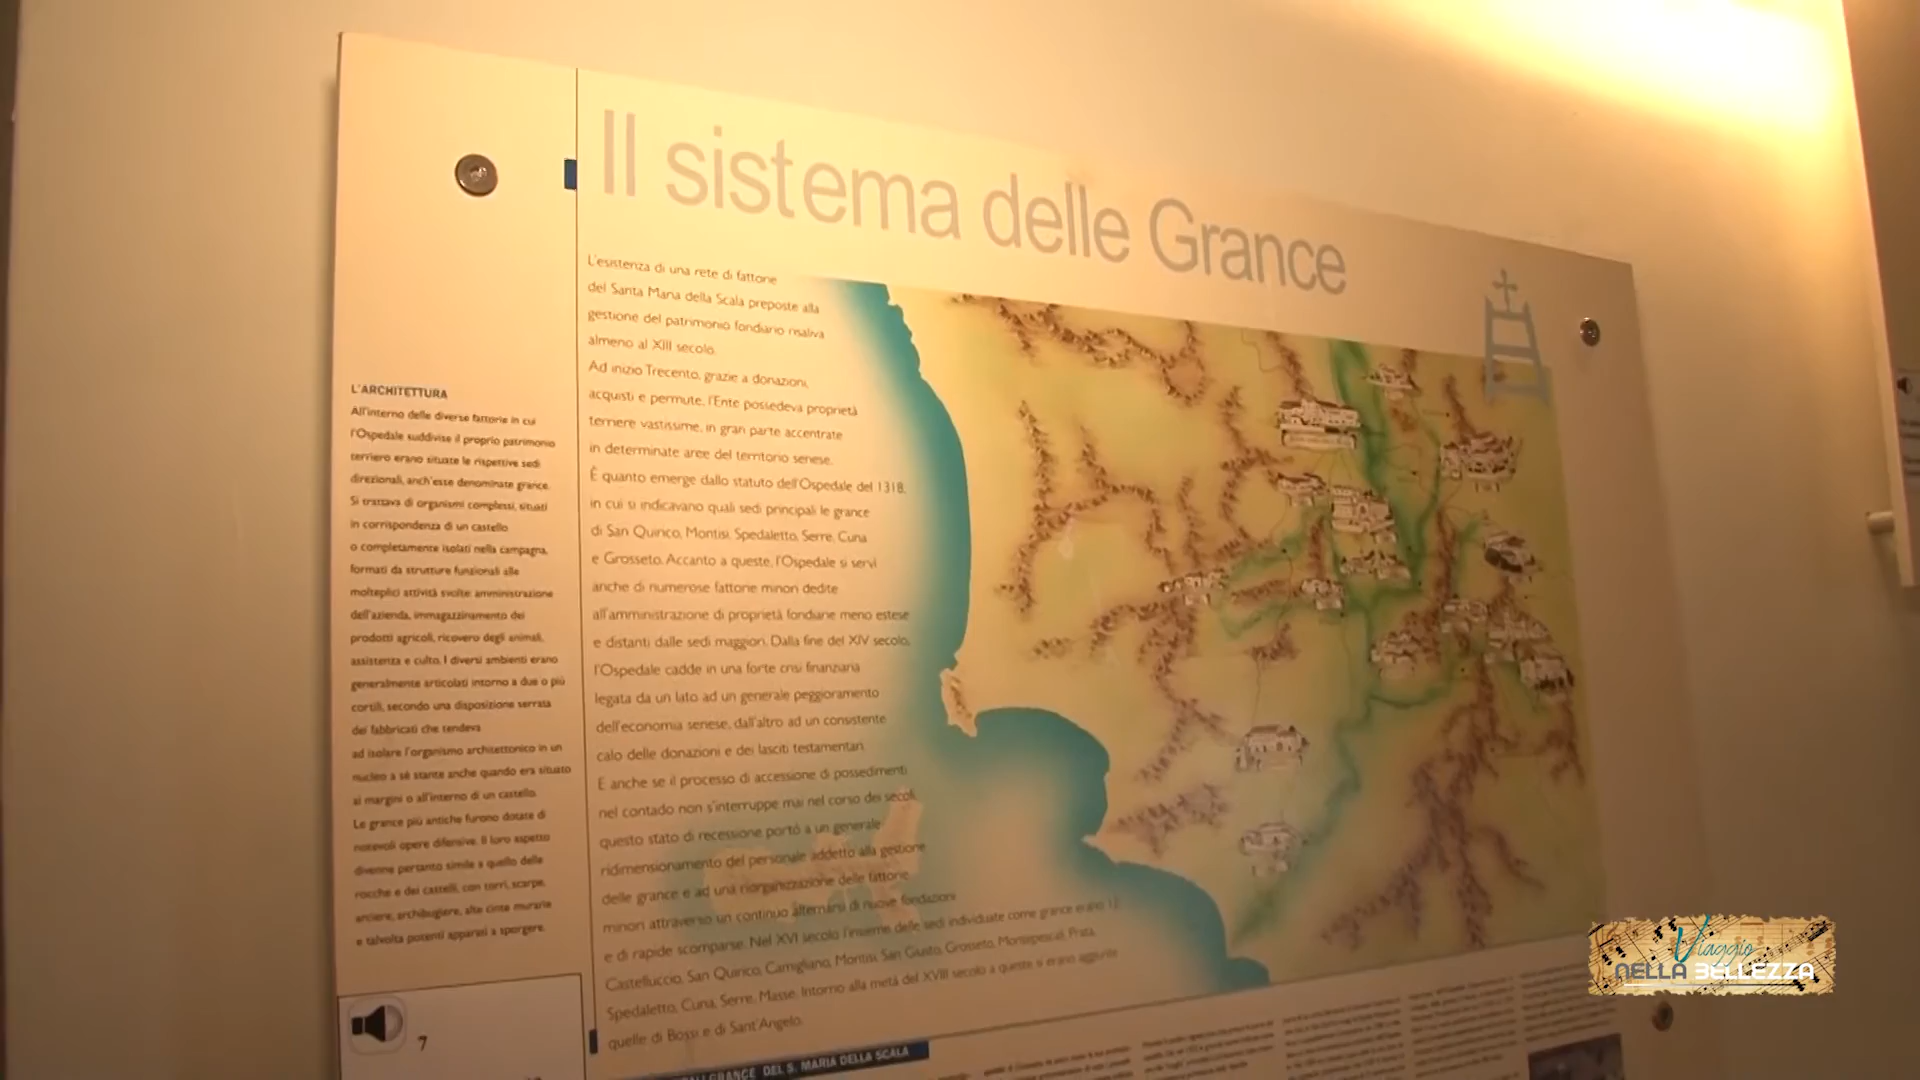 Il sistema delle Grance
L'ARCHITETTURA
All'interno delle diverse fattorie in cui
l'Ospedale suddivise il proprio patrimonio
terriero erano situate le rispettive sedi
direzionali, anch'esse denominate grance.
Si trattava di organismi complessi, situati
in corrispondenza di un castello
o completamente isolati nella campagna,
formati da strutture funzionali alle
molteplici attività svolte: amministrazione
dell'azienda, immagazzinamento dei
prodotti agricoli, ricovero degli animali,
assistenza e culto. I diversi ambienti erano
generalmente articolati intorno a due o più
cortili, secondo una disposizione serrata
dei fabbricati che tendeva
ad isolare l'organismo architettonico in un
nucleo a sè stante anche quando era situato
ai margini o all'interno di un castello.
Le grance più antiche furono dotate di
notevoli opere difensive. Il loro aspetto
divenne pertanto simile a quello delle
rocche e dei castelli, con torri, scarpe,
antiere, archibugiere, alte cinte murarie
e talvolta potenti apparati a sporgere.
7
L'esistenza di una rete di fattorie
del Santa Maria della Scala preposte alla
gestione del patrimonio fondiario risaliva
almeno al XIII secolo.
Ad inizio Trecento, grazie a donazioni,
acquisti e permute, l'Ente possedeva proprietà
terriere vastissime, in gran parte accentrate
in determinate aree del territorio senese.
È quanto emerge dallo statuto dell'Ospedale del 1318,
in cui si indicavano quali sedi principali le grance
di San Quirico, Montisi, Spedaletto, Serre, Cuna
e Grosseto. Accanto a queste, l'Ospedale si servì
anche di numerose fattorie minori dedite
all'amministrazione di proprietà fondiarie meno estese
e distanti dalle sedi maggiori. Dalla fine del XIV secolo,
l'Ospedale cadde in una forte crisi finanziaria
legata da un lato ad un generale peggioramento
dell'economia senese, dall'altro ad un consistente
calo delle donazioni e dei lasciti testamentari.
E anche se il processo di accessione di possedimenti
nel contado non s'interruppe mai nel corso dei secoli,
questo stato di recessione portò a un generale
ridimensionamento del personale addetto alla gestione
delle grance e ad una riorganizzazione delle fattorie
minori attraverso un continuo alternarsi di nuove fondazioni
e di rapide scomparse. Nel XVI secolo l'insieme delle sedi individuate come grance erano 12:
Castelluccio, San Quirico, Camigliano, Montisi, San Giusto, Grosseto, Montepescali, Prata,
Spedaletto, Cuna, Serre, Masse. Intorno alla metà del XVIII secolo a queste si erano aggiunte
quelle di Bossi e di Sant'Angelo.
GRANCE DEL S. MARIA DELLA SCALA
Viaggio
NELLA BELLEZZA